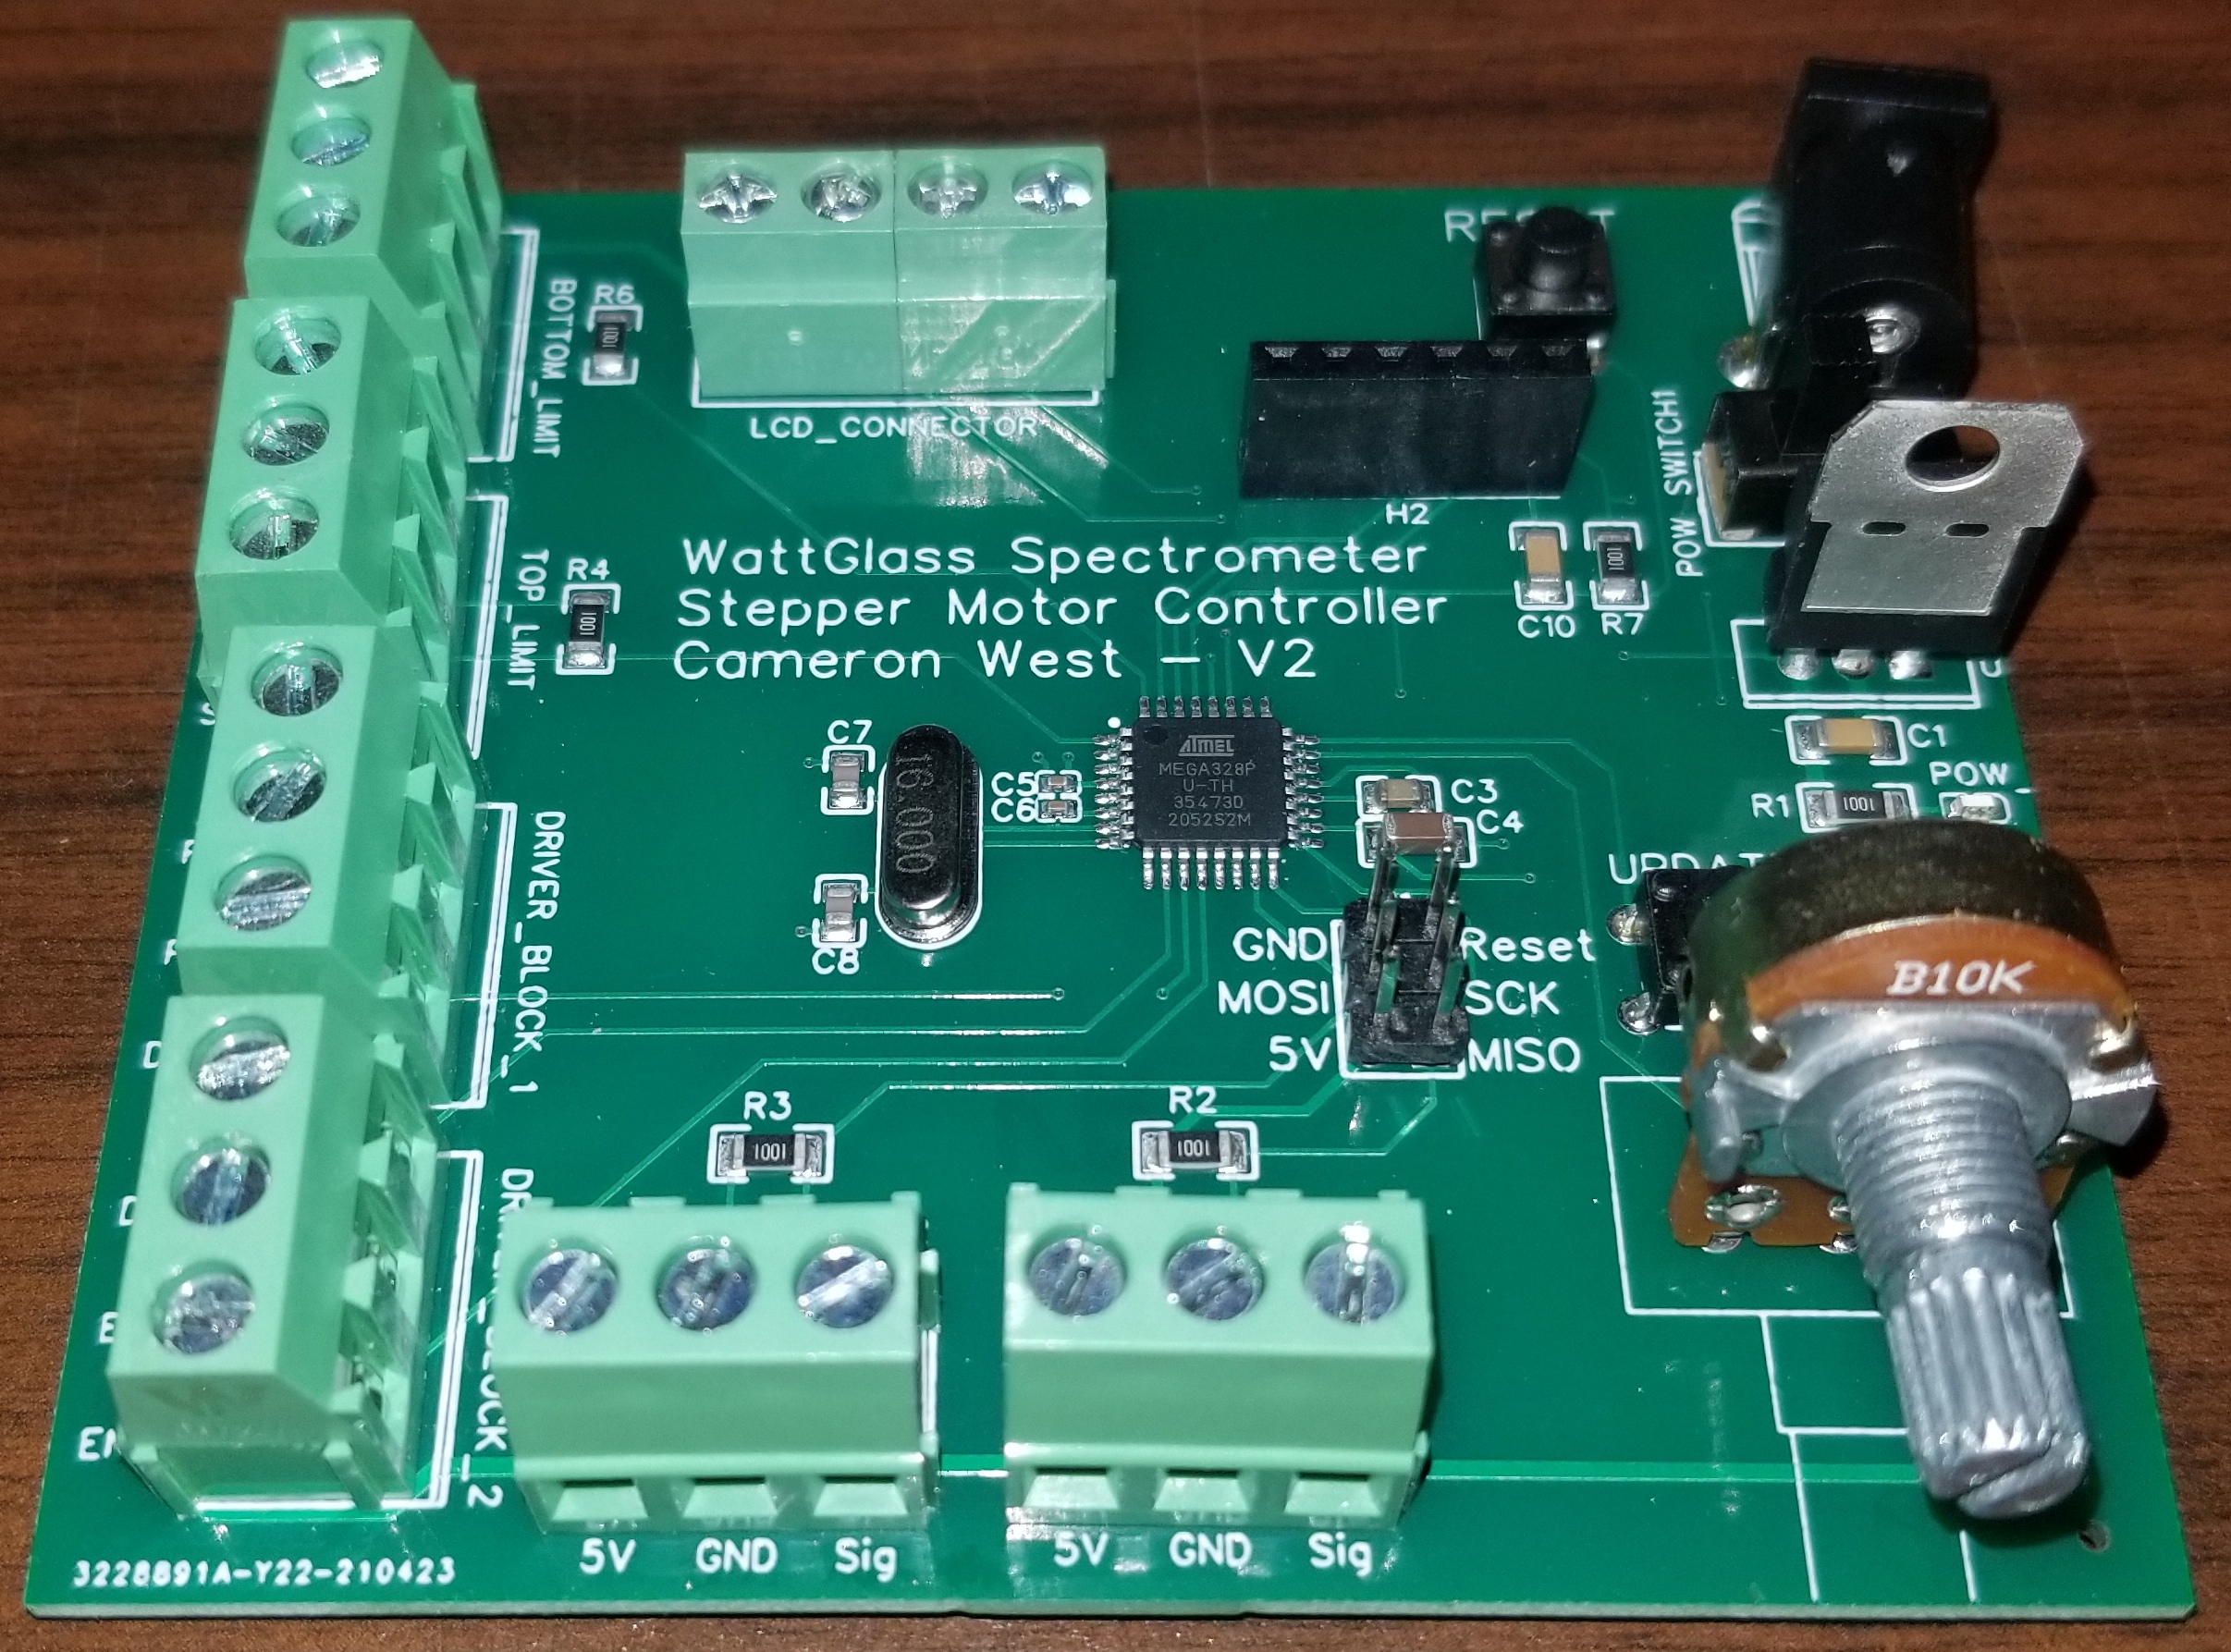 RESET
R6
BOTTOM_LIMIT
1001
LCD_CONNECTOR
H2
POW SWITCH1
WattGlass Spectrometer
Stepper Motor Controller
Cameron West - V2
R4
TOP_LIMIT
1001
1001
C10
R7
C1
POW
R1
1001
C7
16.000
C5
C6
C8
ATMEL
MEGA328P
U-TH
35473D
2052S2M
C3
C4
B10K
GND
Reset
MOSI
SCK
5V
MISO
DRIVER_BLOCK_1
R3
1001
R2
1001
5V GND Sig
5V GND Sig
3228891A-Y22-210423